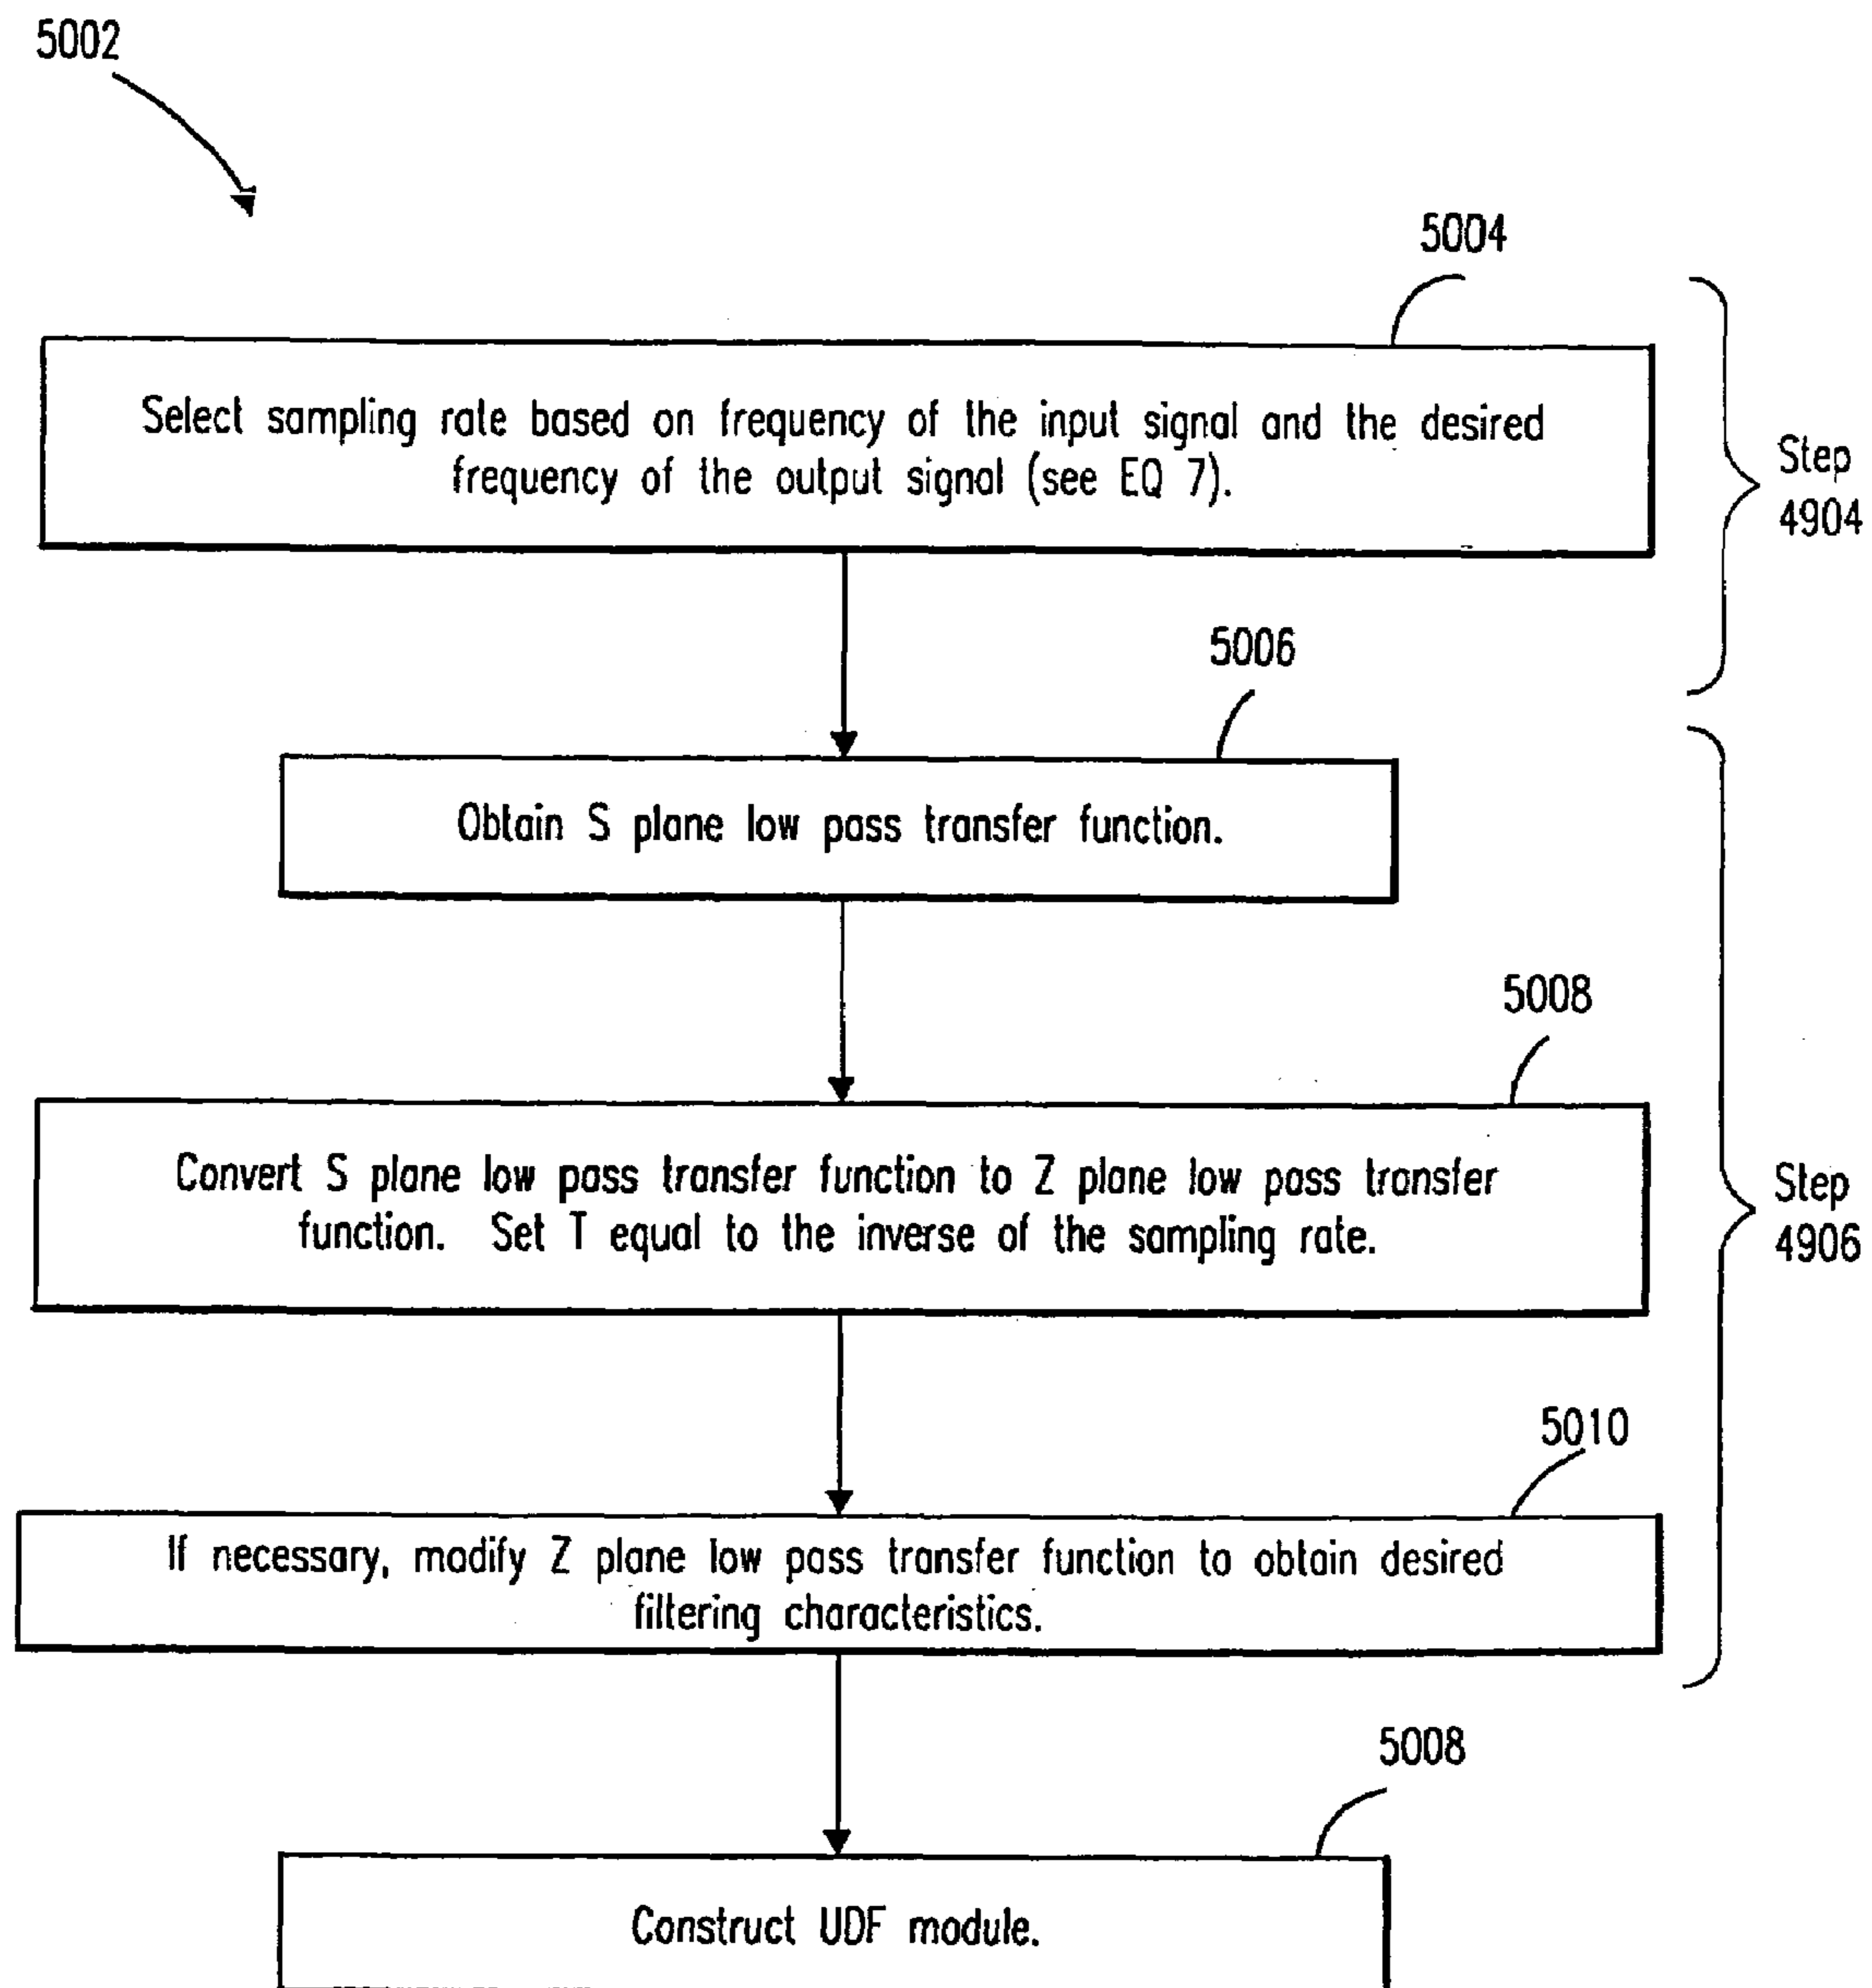 5002
5004
Select sampling rate based on frequency of the input signal and the desired
frequency of the output signal (see EQ 7).
Step
4904
5006
Obtain S plane low pass transfer function.
5008
Convert S plane low pass transfer function to Z plane low pass transfer
function. Set T equal to the inverse of the sampling rate.
Step
4906
5010
If necessary, modify Z plane low pass transfer function to obtain desired
filtering characteristics.
5008
Construct UDF module.